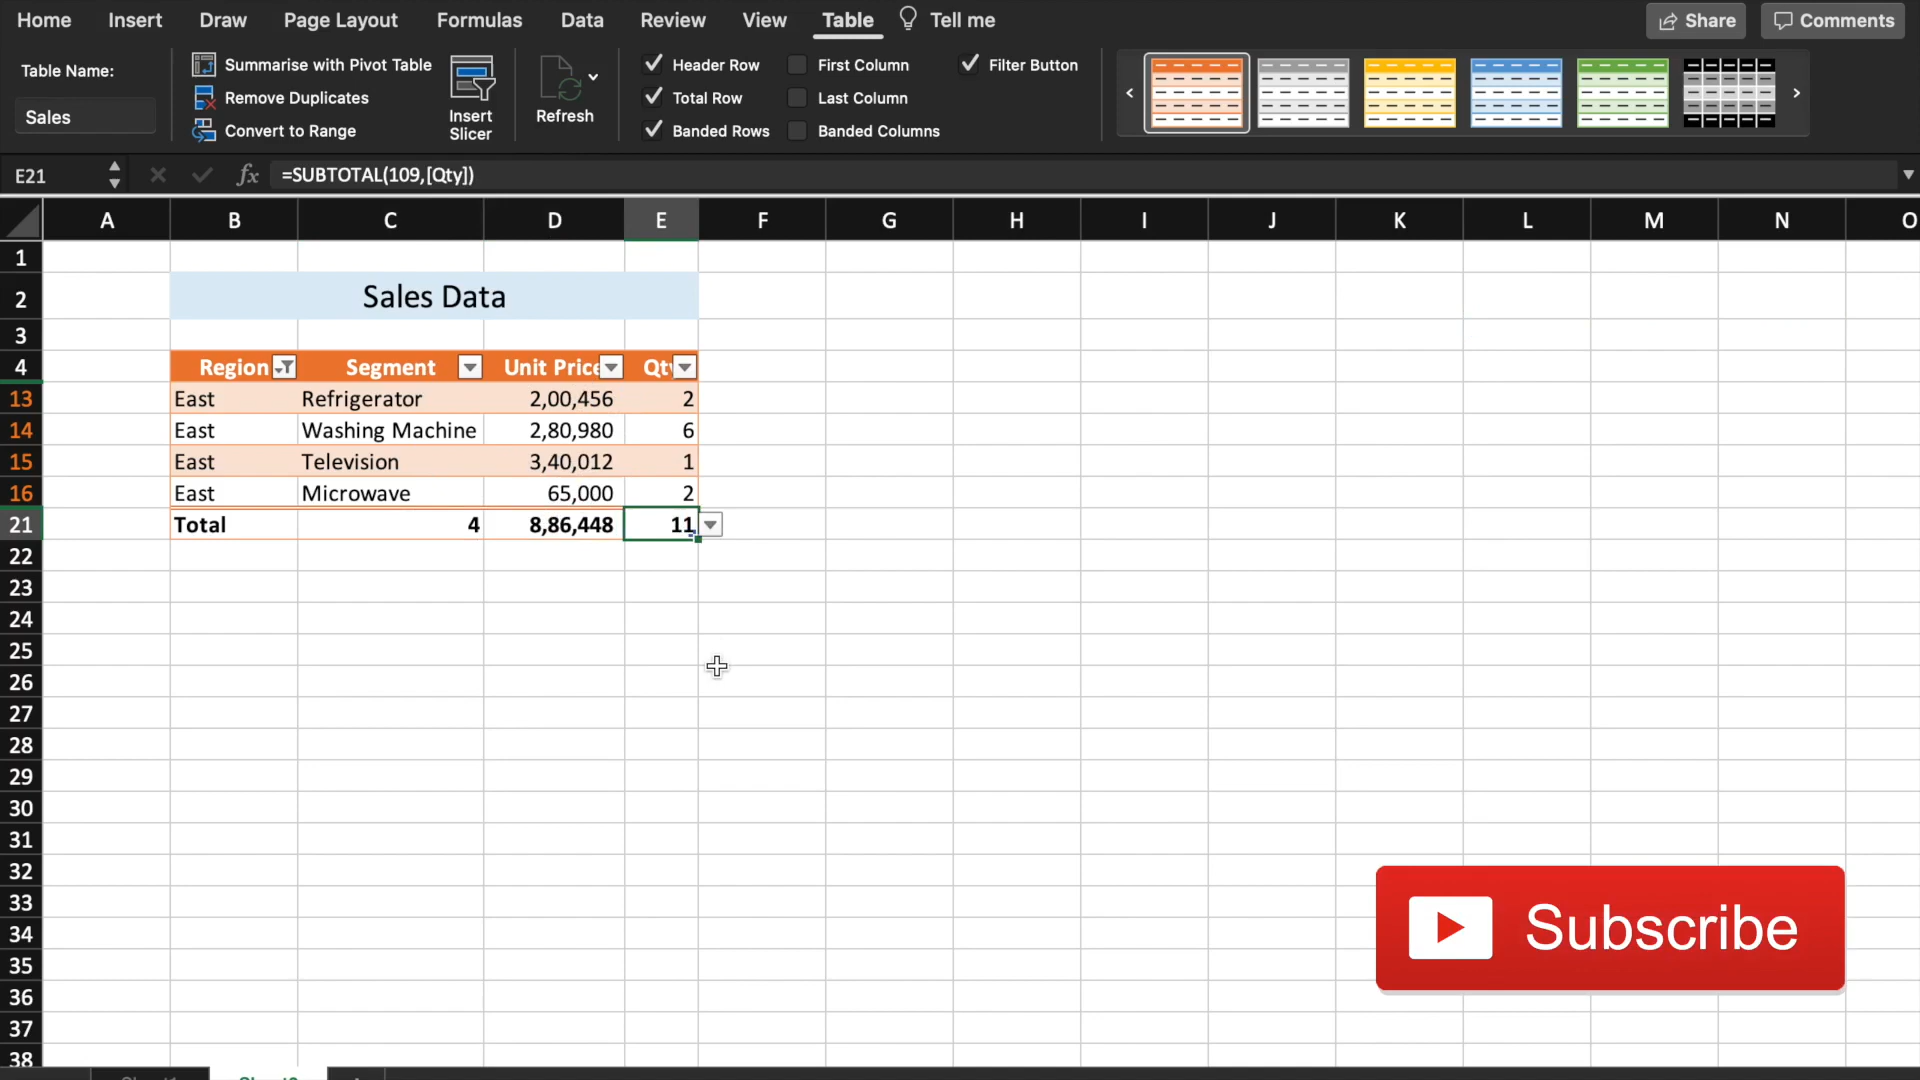 Home Insert Draw Page Layout Formulas Data Review View Table Tell me Share Comments
Table Name:
Sales
Summarise with Pivot Table
Remove Duplicates
Convert to Range
Insert
Slicer
Refresh
Header Row First Column Filter Button
Total Row Last Column
Banded Rows Banded Columns
E21 fx =SUBTOTAL(109,[Qty])
A B C D E F G H I J K L M N O
1
2 Sales Data
3
4 Region Segment Unit Price Qty
13 East Refrigerator 2,00,456 2
14 East Washing Machine 2,80,980 6
15 East Television 3,40,012 1
16 East Microwave 65,000 2
21 Total 4 8,86,448 11
22
23
24
25
26
27
28
29
30
31
32
33
34
35
36
37
38
Subscribe